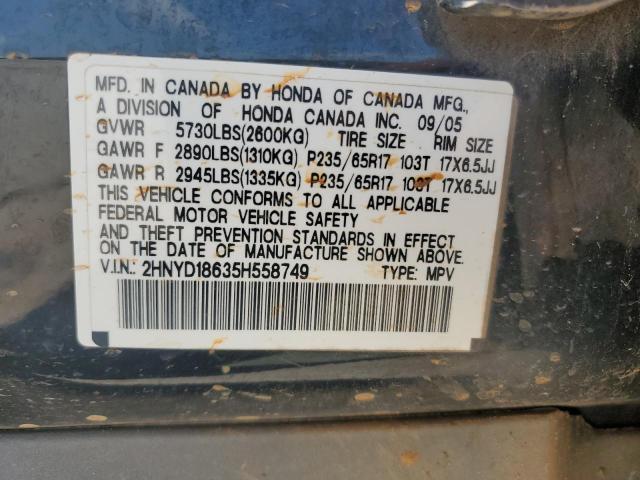 MFD. IN CANADA BY HONDA OF CANADA MFG.,
A DIVISION OF HONDA CANADA INC. 09/05
GVWR 5730LBS(2600KG) TIRE SIZE RIM SIZE
GAWR F 2890LBS(1310KG) P235/65R17 103T 17X6.5JJ
GAWR R 2945LBS(1335KG) P235/65R17 103T 17X6.5JJ
THIS VEHICLE CONFORMS TO ALL APPLICABLE
FEDERAL MOTOR VEHICLE SAFETY
AND THEFT PREVENTION STANDARDS IN EFFECT
ON THE DATE OF MANUFACTURE SHOWN ABOVE.
V.I.N.: 2HNYD18635H558749 TYPE: MPV